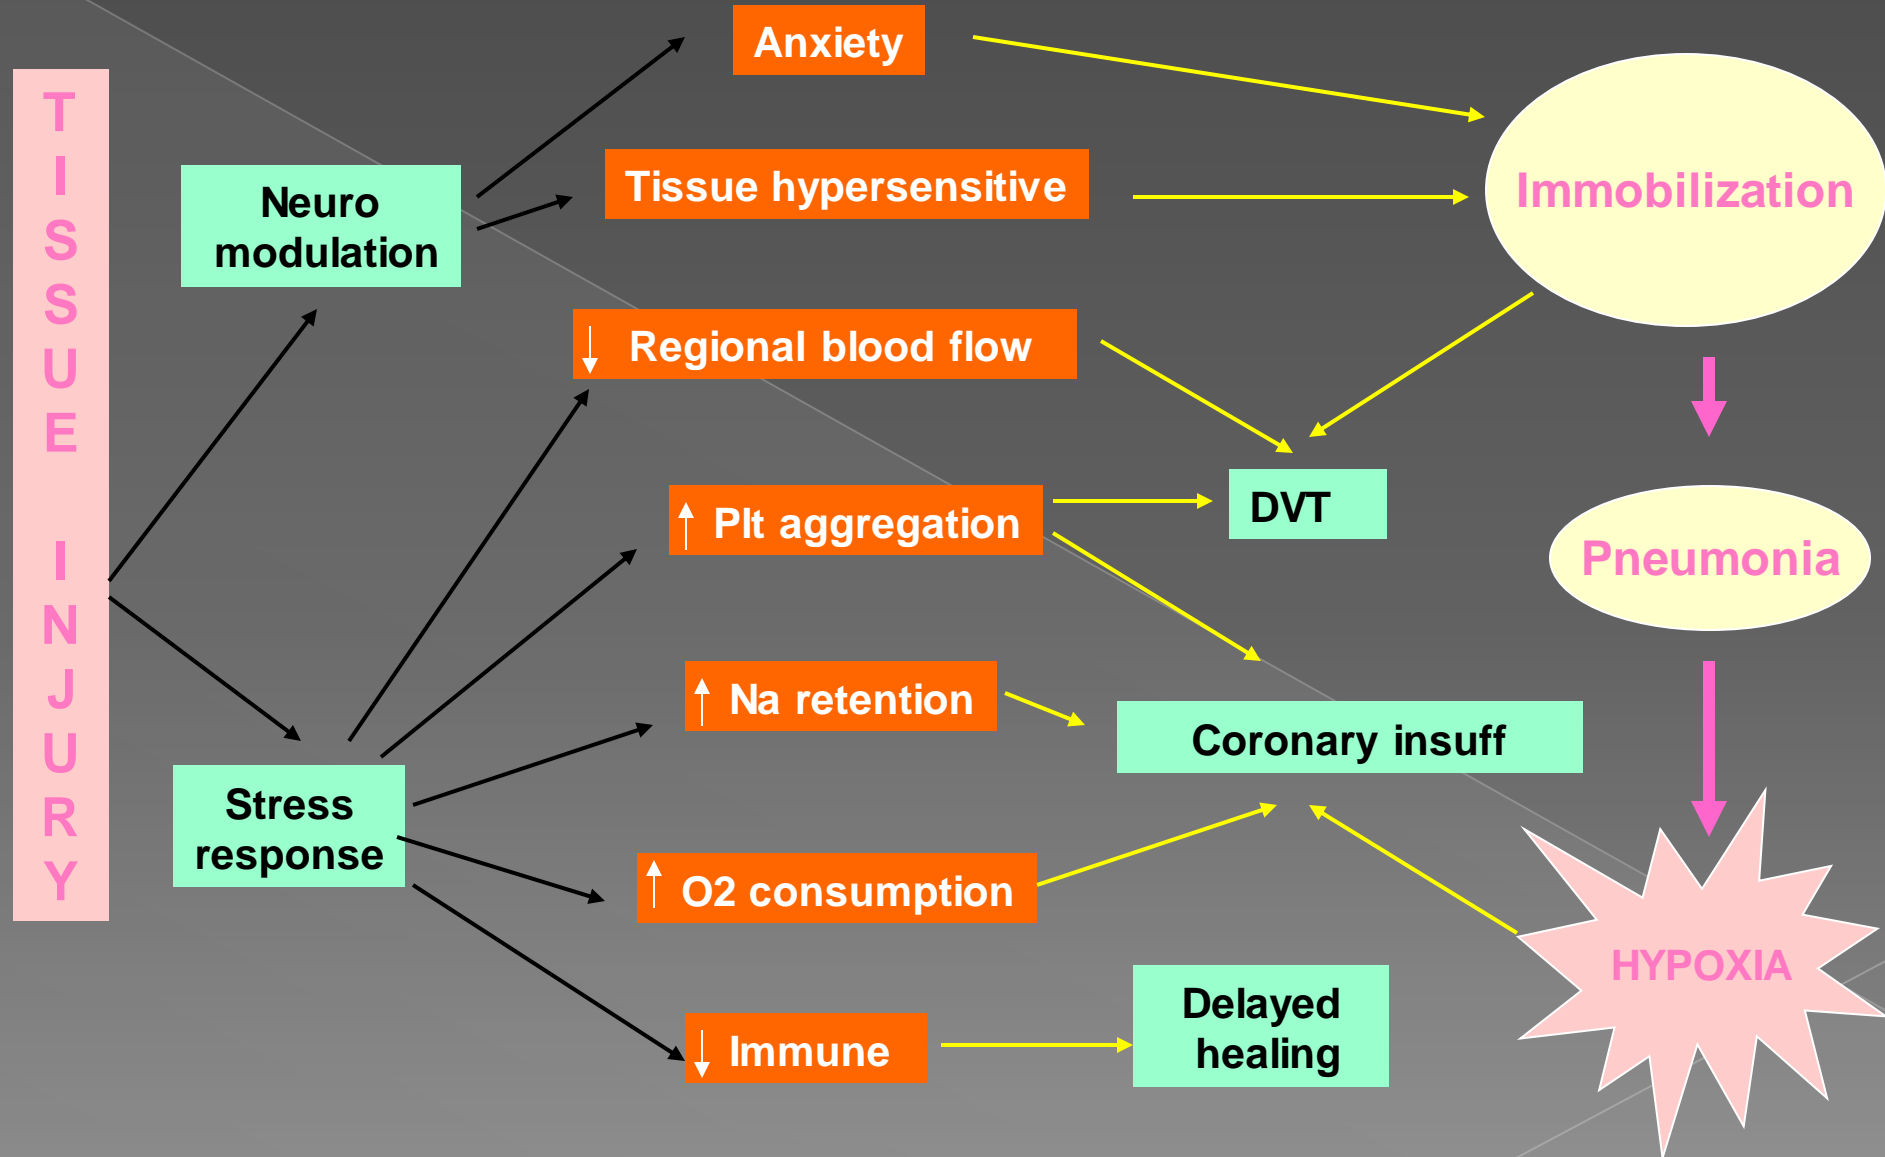 TISSUE INJURY
Neuro
modulation
Stress
response
Anxiety
Tissue hypersensitive
↓ Regional blood flow
↑ Plt aggregation
↑ Na retention
↑ O2 consumption
↓ Immune
DVT
Coronary insuff
Delayed
healing
Immobilization
Pneumonia
HYPOXIA